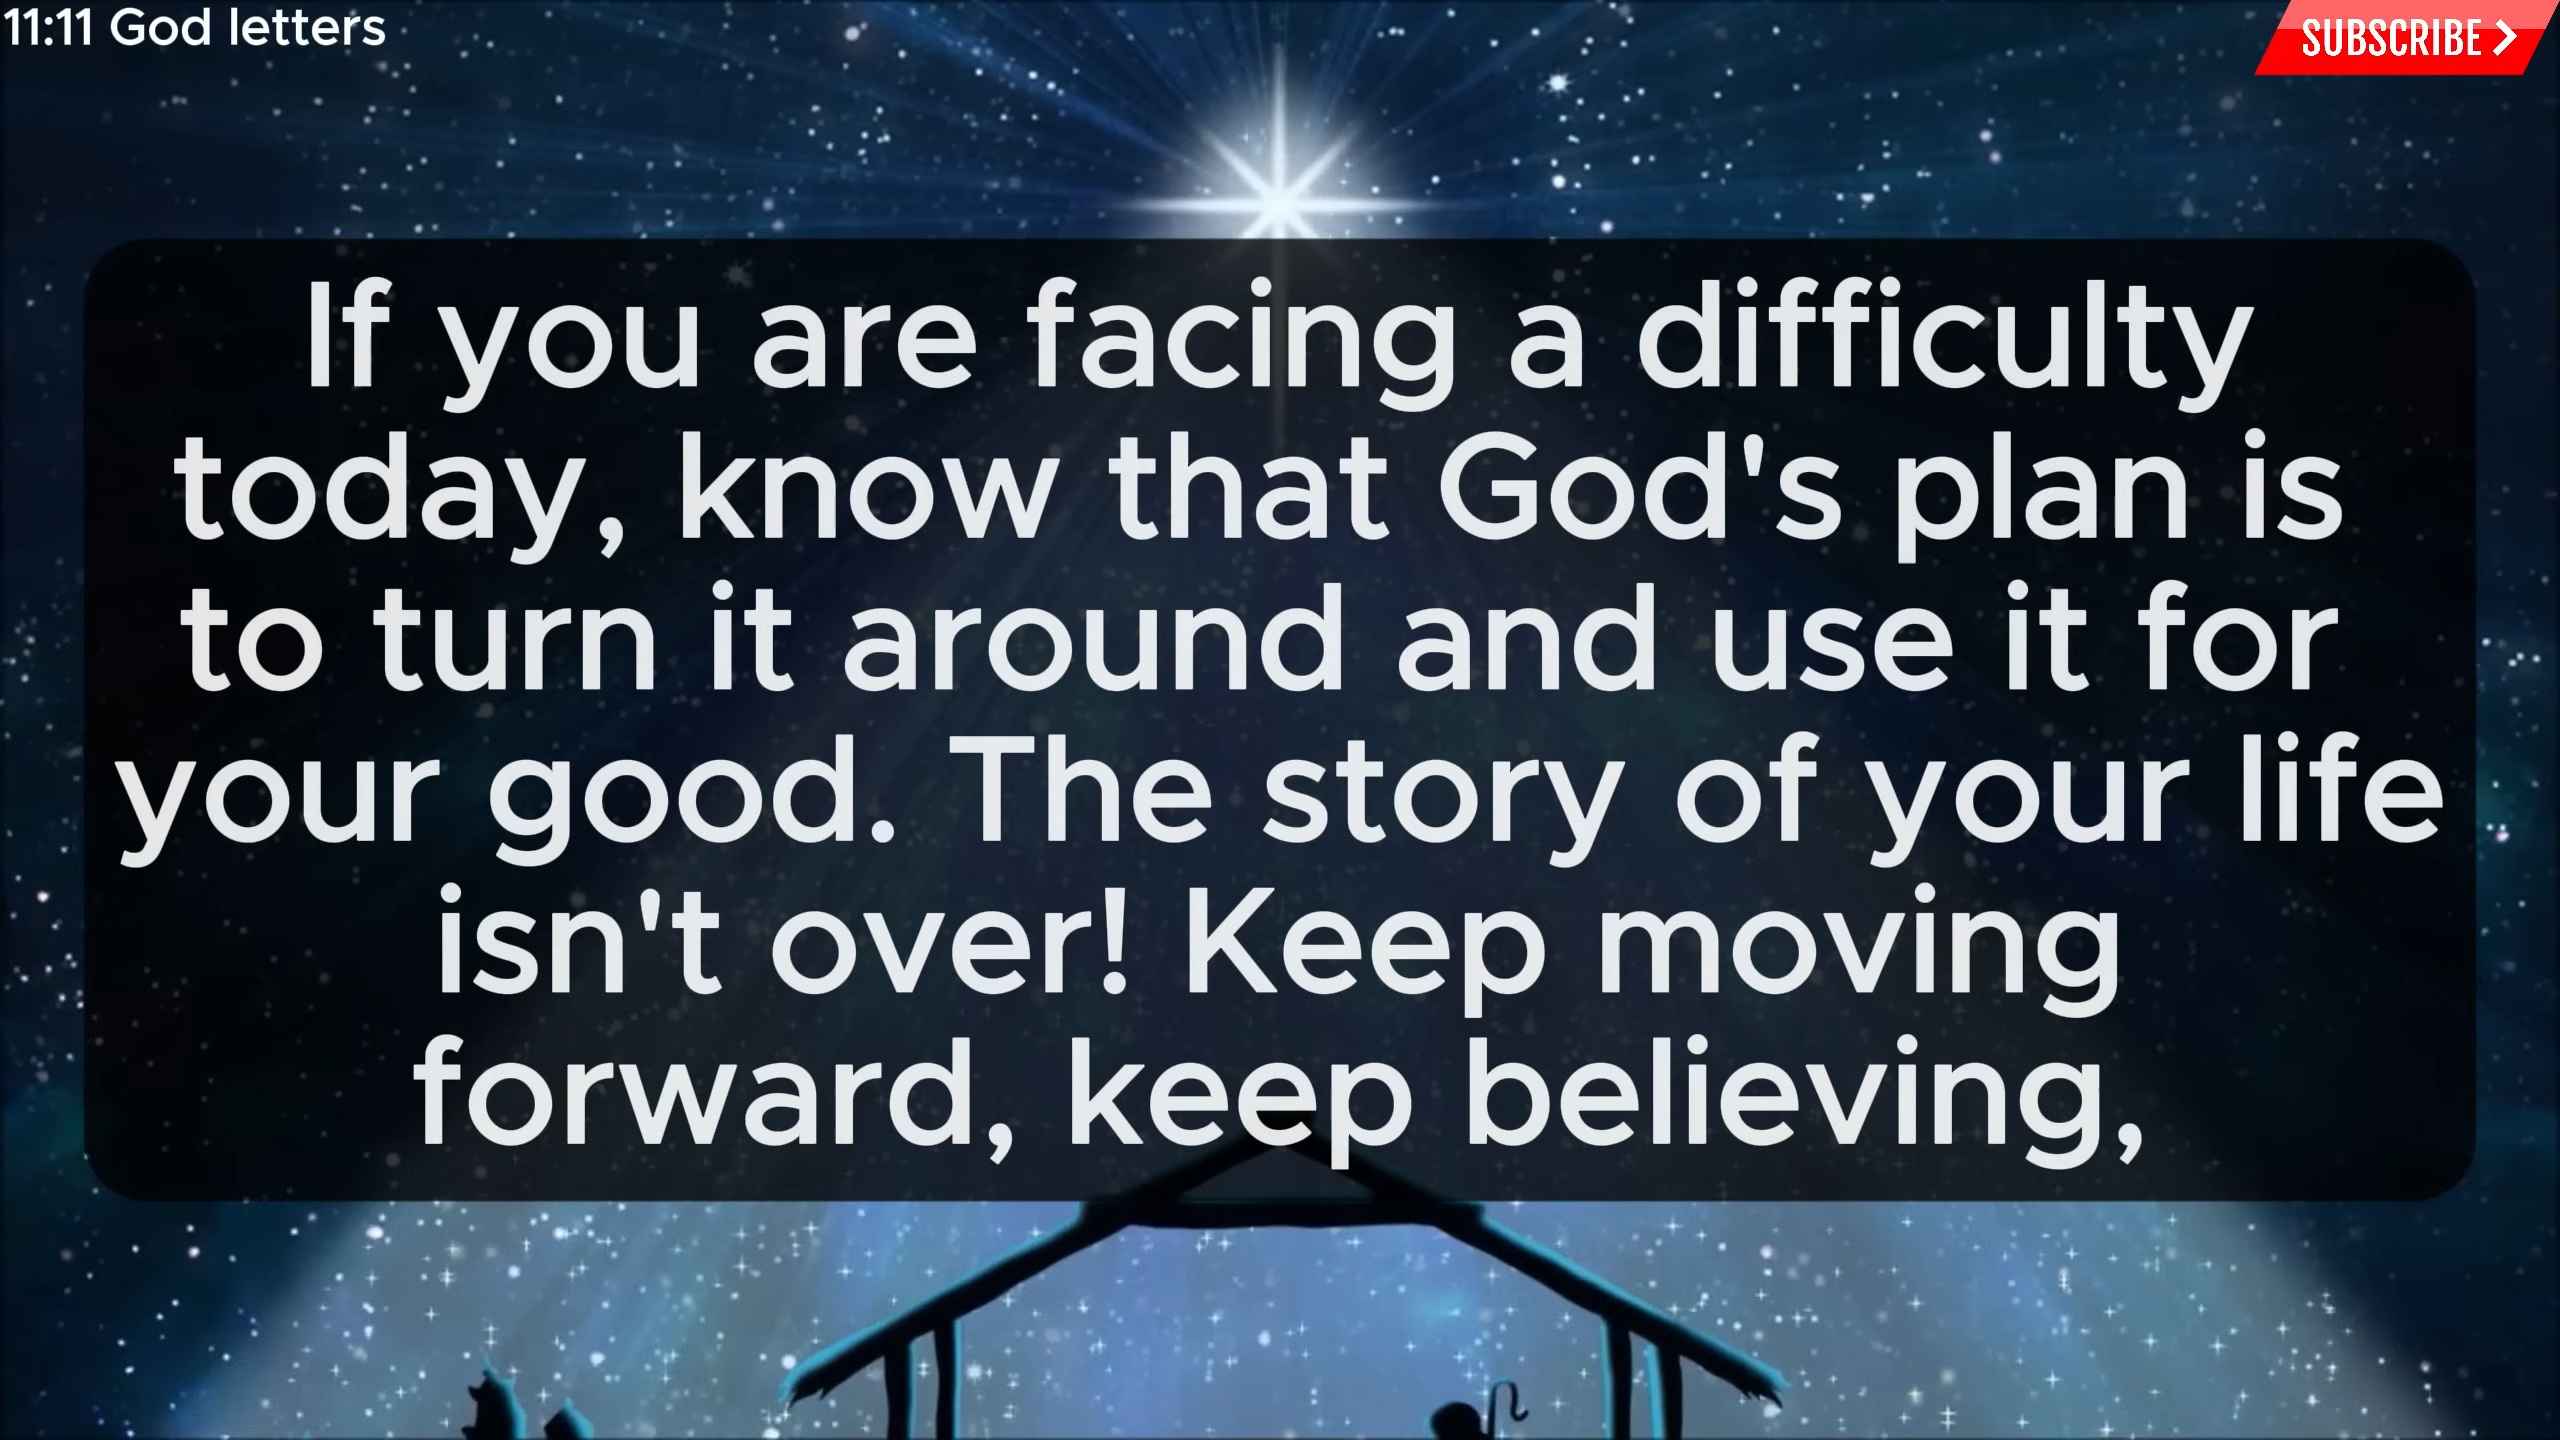 11:11 God letters
SUBSCRIBE
If you are facing a difficulty
today, know that God's plan is
to turn it around and use it for
your good. The story of your life
isn't over! Keep moving
forward, keep believing,